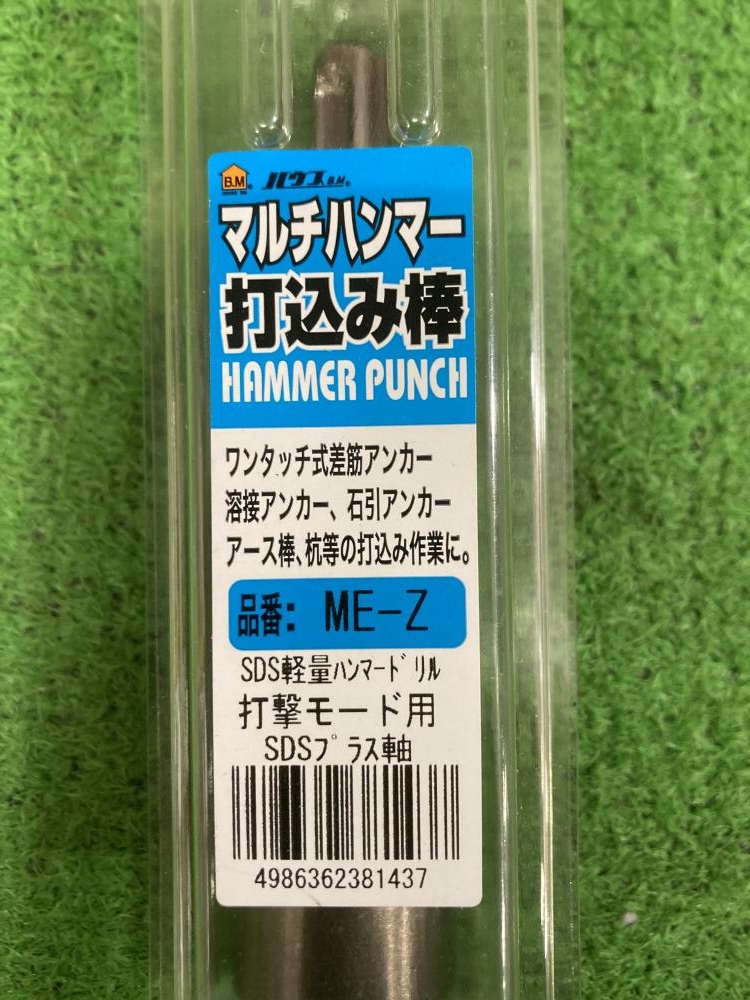 B.M® ハウスB.M®
マルチハンマー
打込み棒
HAMMER PUNCH
ワンタッチ式差筋アンカー
溶接アンカー、石引アンカー
アース棒、杭等の打込み作業に。
品番: ME-Z
SDS軽量ﾊﾝﾏｰﾄﾞﾘﾙ
打撃モード用
SDSﾌﾟﾗｽ軸
4986362381437